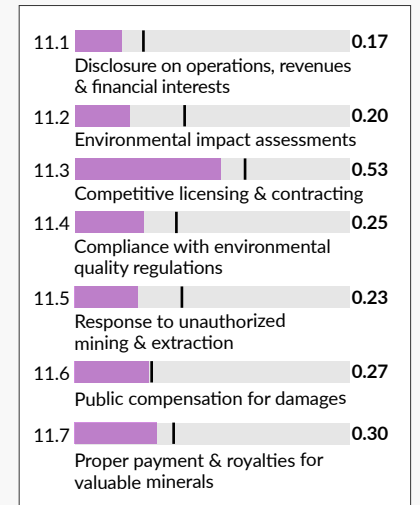 11.1 0.17
Disclosure on operations, revenues
& financial interests
11.2 0.20
Environmental impact assessments
11.3 0.53
Competitive licensing & contracting
11.4 0.25
Compliance with environmental
quality regulations
11.5 0.23
Response to unauthorized
mining & extraction
11.6 0.27
Public compensation for damages
11.7 0.30
Proper payment & royalties for
valuable minerals